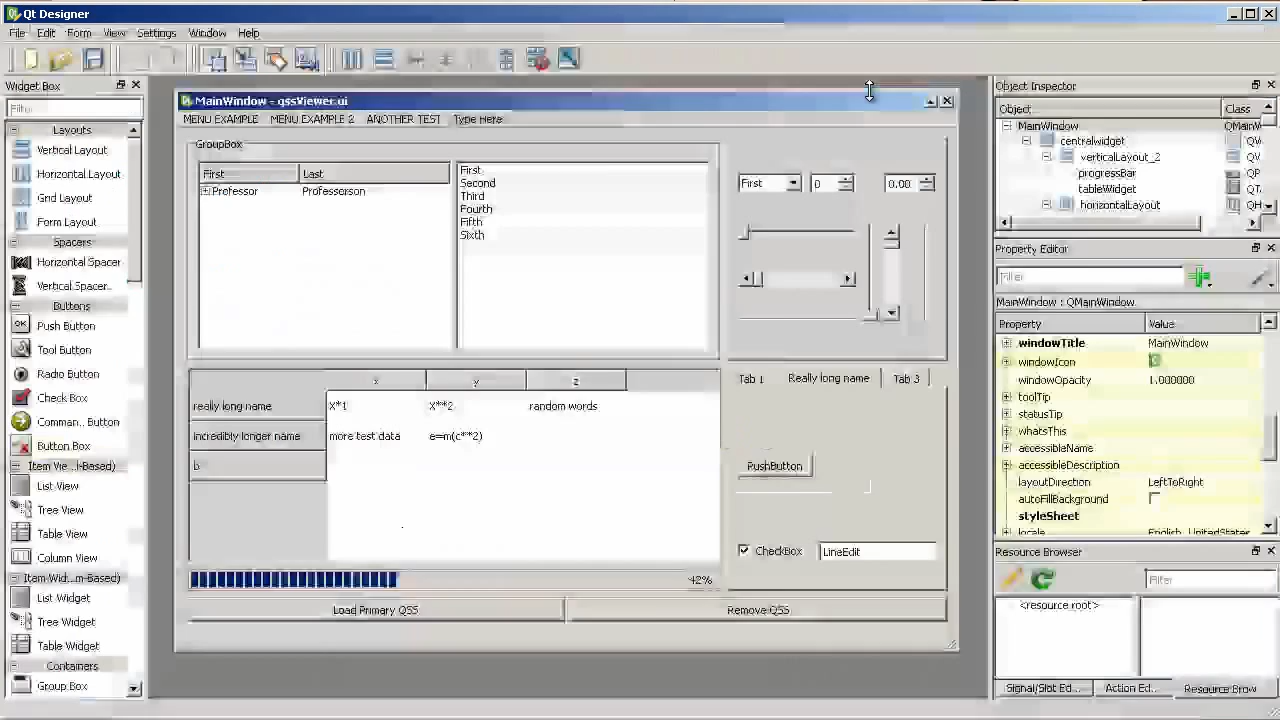 Qt Designer
File Edit Form View Settings Window Help
Widget Box
Filter
Layouts
Vertical Layout
Horizontal Layout
Grid Layout
Form Layout
Spacers
Horizontal Spacer
Vertical Spacer
Buttons
OK Push Button
Tool Button
Radio Button
Check Box
Comman.. Button
Button Box
Item Vie...l-Based)
List View
Tree View
Table View
Column View
Item Wid...m-Based)
List Widget
Tree Widget
Table Widget
Containers
Group Box
MainWindow - qssViewer.ui
MENU EXAMPLE MENU EXAMPLE 2 ANOTHER TEST Type Here
GroupBox
First Last
Professor Professorson
First
Second
Third
Fourth
Fifth
Sixth
First 0 0.00
x y z
really long name X*1 X**2 random words
incredibly longer name more test data e=m(c**2)
b
42%
Tab 1 Really long name Tab 3
PushButton
CheckBox LineEdit
Load Primary QSS Remove QSS
Object Inspector
Object Class
MainWindow QMainW
centralwidget
verticalLayout_2
progressBar
tableWidget
horizontalLayout
Property Editor
Filter
MainWindow : QMainWindow
Property Value
windowTitle MainWindow
windowIcon
windowOpacity 1.000000
toolTip
statusTip
whatsThis
accessibleName
accessibleDescription
layoutDirection LeftToRight
autoFillBackground
styleSheet
locale English, UnitedStates
Resource Browser
Filter
<resource root>
Signal/Slot Ed... Action Ed... Resource Brow